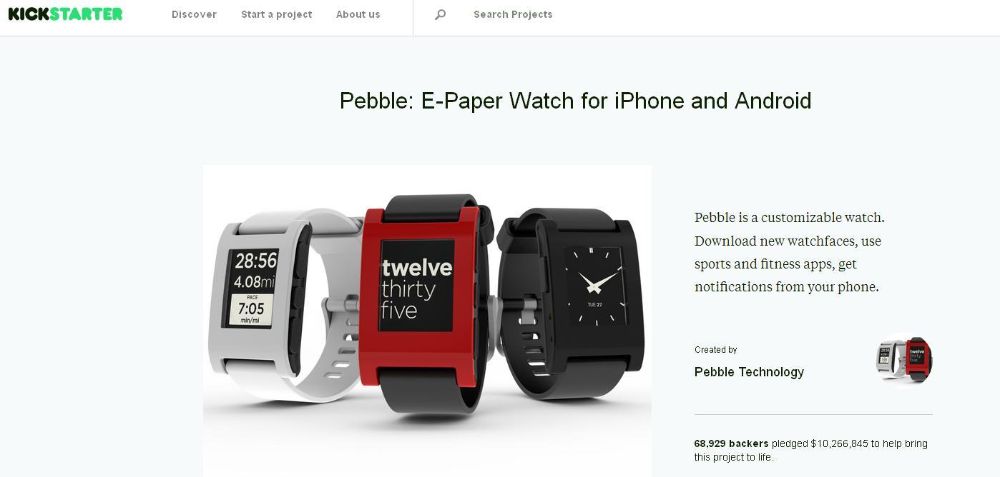 KICKSTARTER Discover Start a project About us Search Projects
Pebble: E-Paper Watch for iPhone and Android
28:56
4.08mi
PACE
7:05
min/mi
twelve
thirty
five
TUE 27
Pebble is a customizable watch.
Download new watchfaces, use
sports and fitness apps, get
notifications from your phone.
Created by
Pebble Technology
28:56
twelve
thirty
five
68,929 backers pledged $10,266,845 to help bring
this project to life.